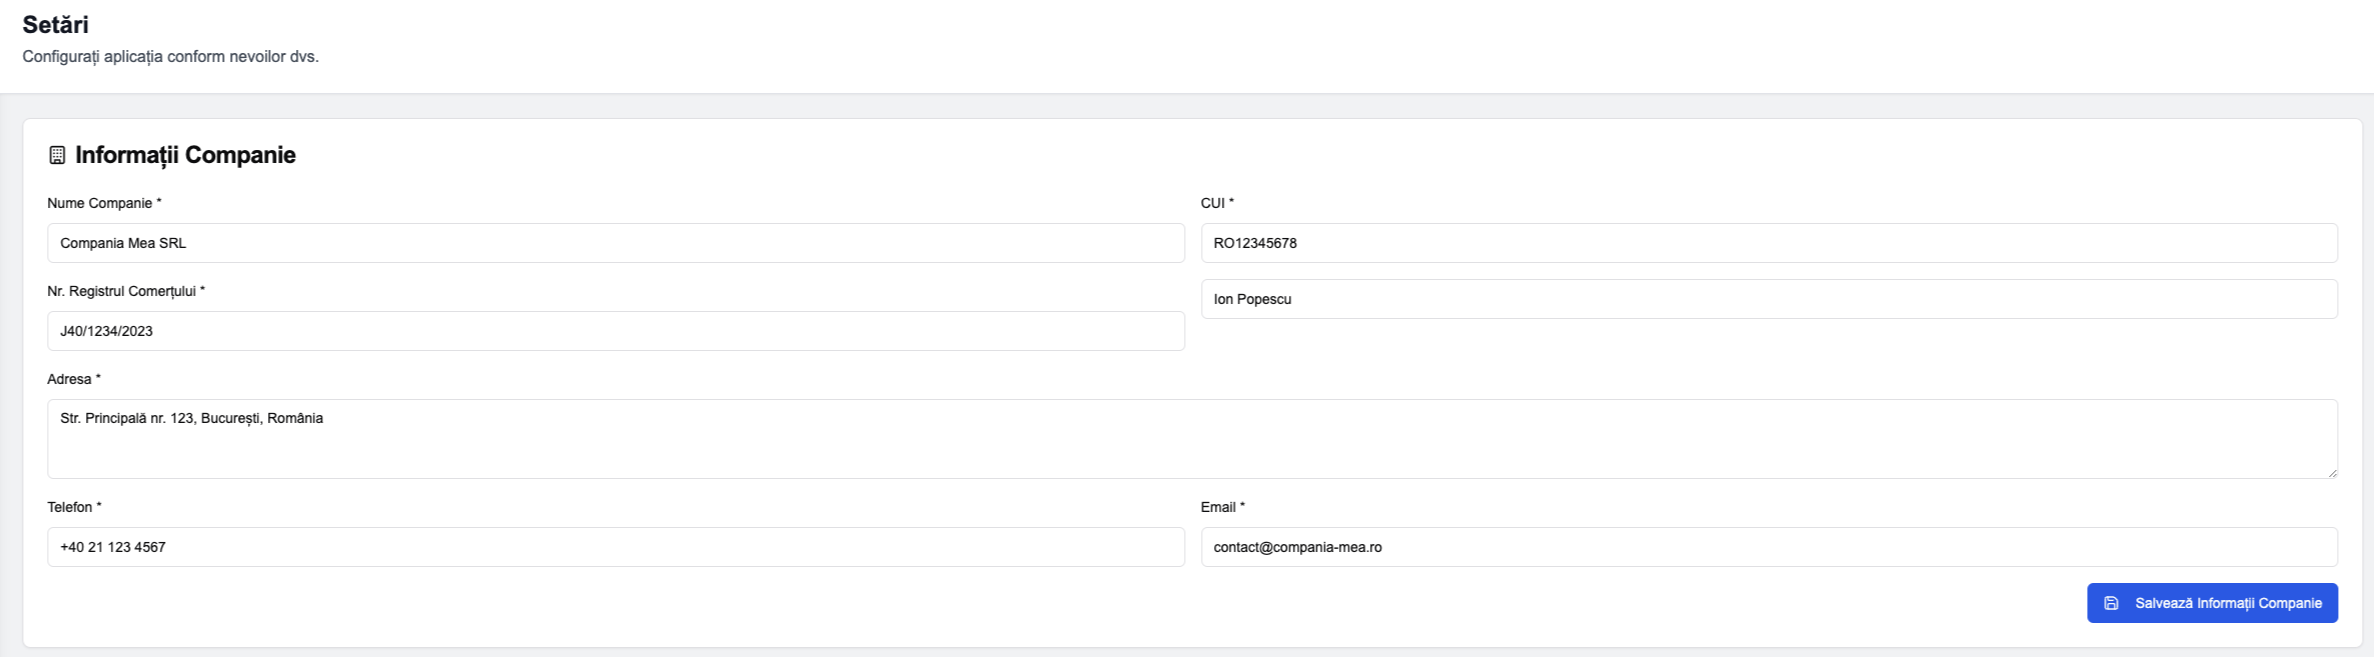 Setări
Configurați aplicația conform nevoilor dvs.
Informații Companie
Nume Companie *
Compania Mea SRL
CUI *
RO12345678
Nr. Registrul Comerțului *
J40/1234/2023
Ion Popescu
Adresa *
Str. Principală nr. 123, București, România
Telefon *
+40 21 123 4567
Email *
contact@compania-mea.ro
Salvează Informații Companie